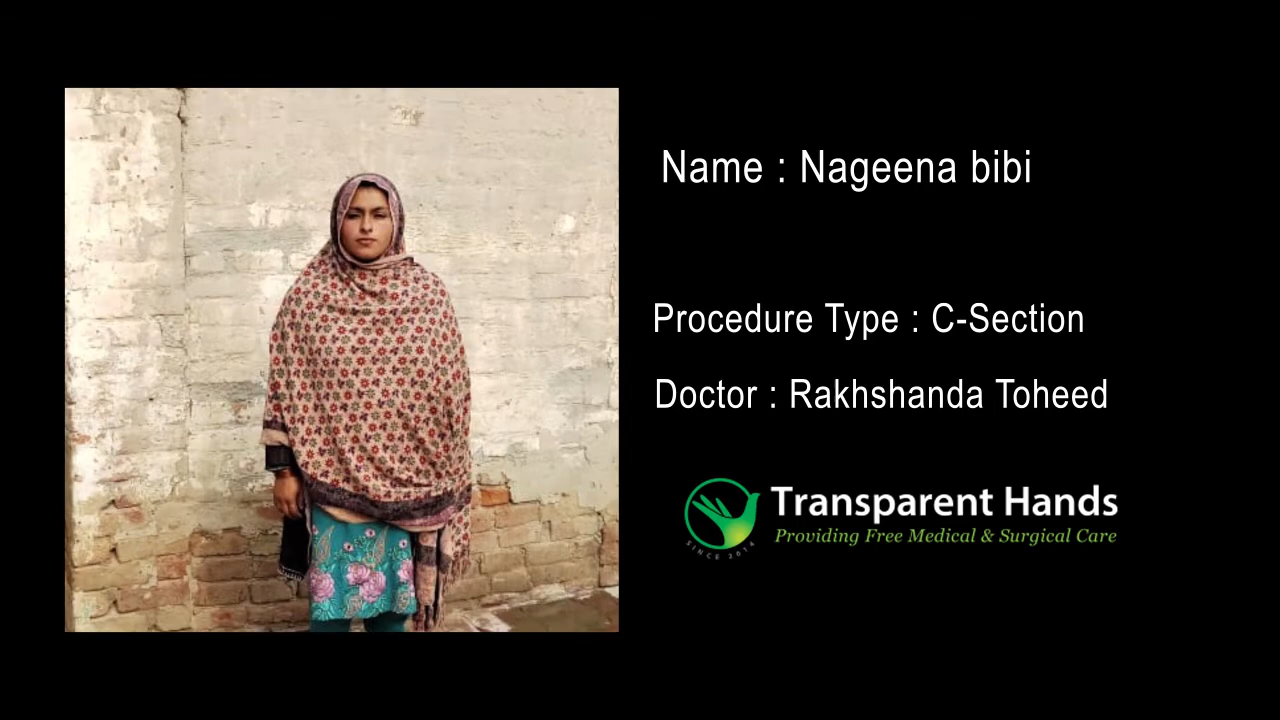 Name : Nageena bibi
Procedure Type : C-Section
Doctor : Rakhshanda Toheed
Transparent Hands
Providing Free Medical & Surgical Care
SINCE 2014